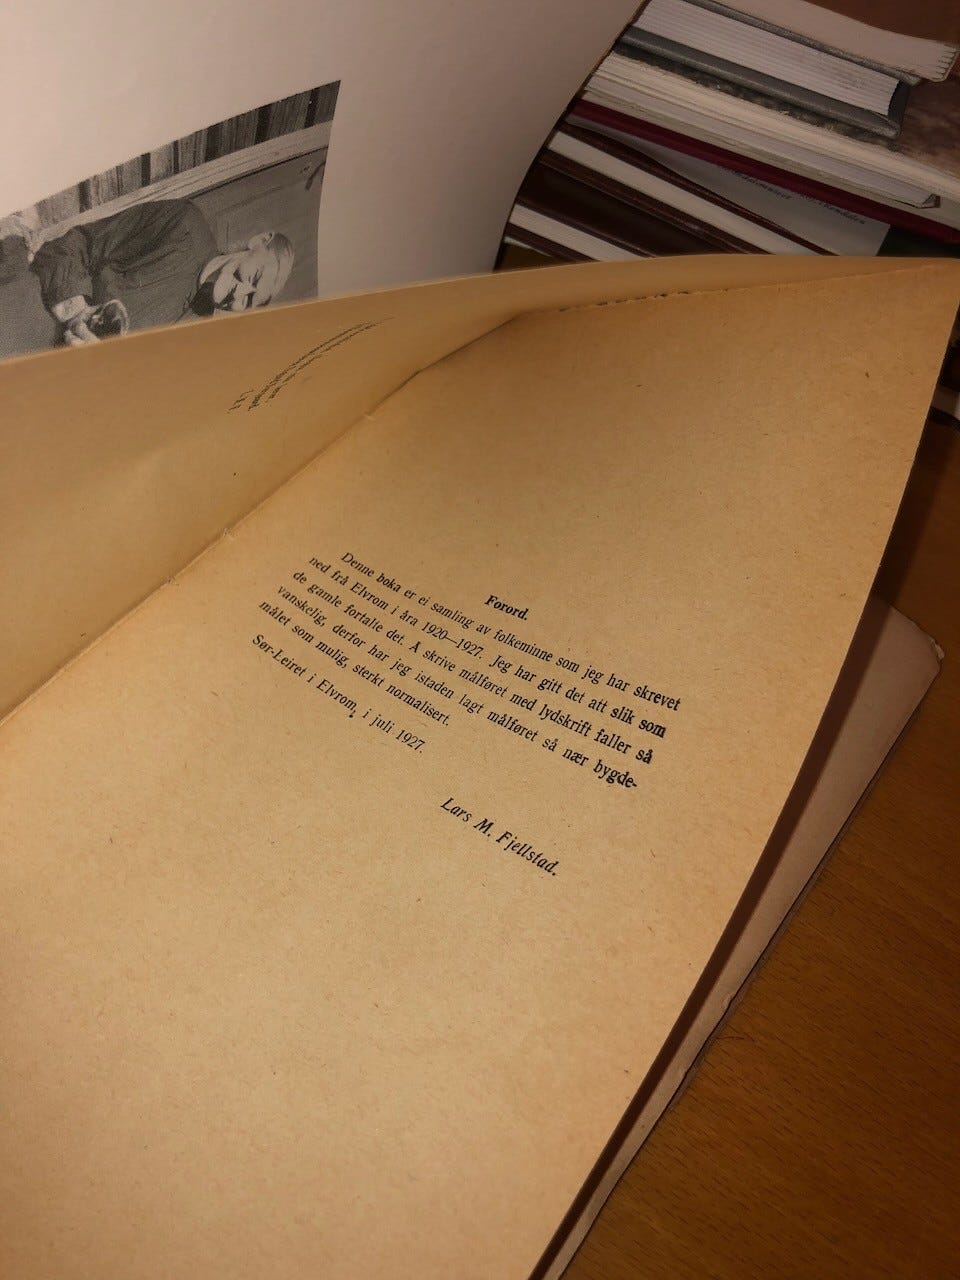 Forord.
Denne boka er ei samling av folkeminne som jeg har skrevet
ned frå Elvrom i åra 1920—1927. Jeg har gitt det att slik som
de gamle fortalte det. Å skrive målføret med lydskrift faller så
vanskelig, derfor har jeg istaden lagt målføret så nær bygde-
målet som mulig, sterkt normalisert.
Sør-Leiret i Elvrom, i juli 1927.
Lars M. Fjellstad.